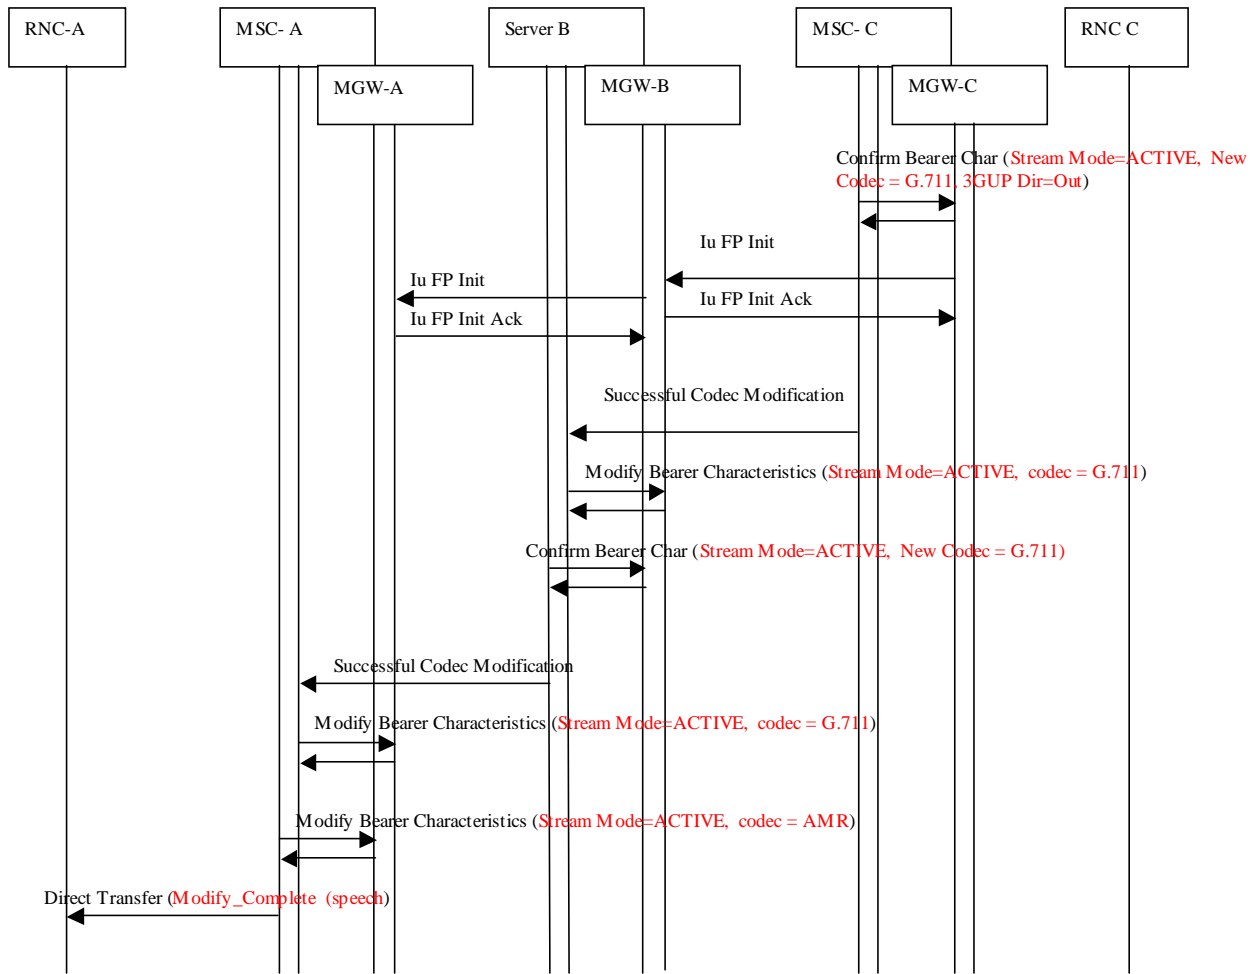 RNC-A
MSC- A
Server B
MSC- C
RNC C
MGW-A
MGW-B
MGW-C
Confirm Bearer Char (Stream Mode=ACTIVE, New
Codec = G.711, 3GUP Dir=Out)
Iu FP Init
Iu FP Init
Iu FP Init Ack
Iu FP Init Ack
Successful Codec Modification
Modify Bearer Characteristics (Stream Mode=ACTIVE, codec = G.711)
Confirm Bearer Char (Stream Mode=ACTIVE, New Codec = G.711)
Successful Codec Modification
Modify Bearer Characteristics (Stream Mode=ACTIVE, codec = G.711)
Modify Bearer Characteristics (Stream Mode=ACTIVE, codec = AMR)
Direct Transfer (Modify_Complete (speech)